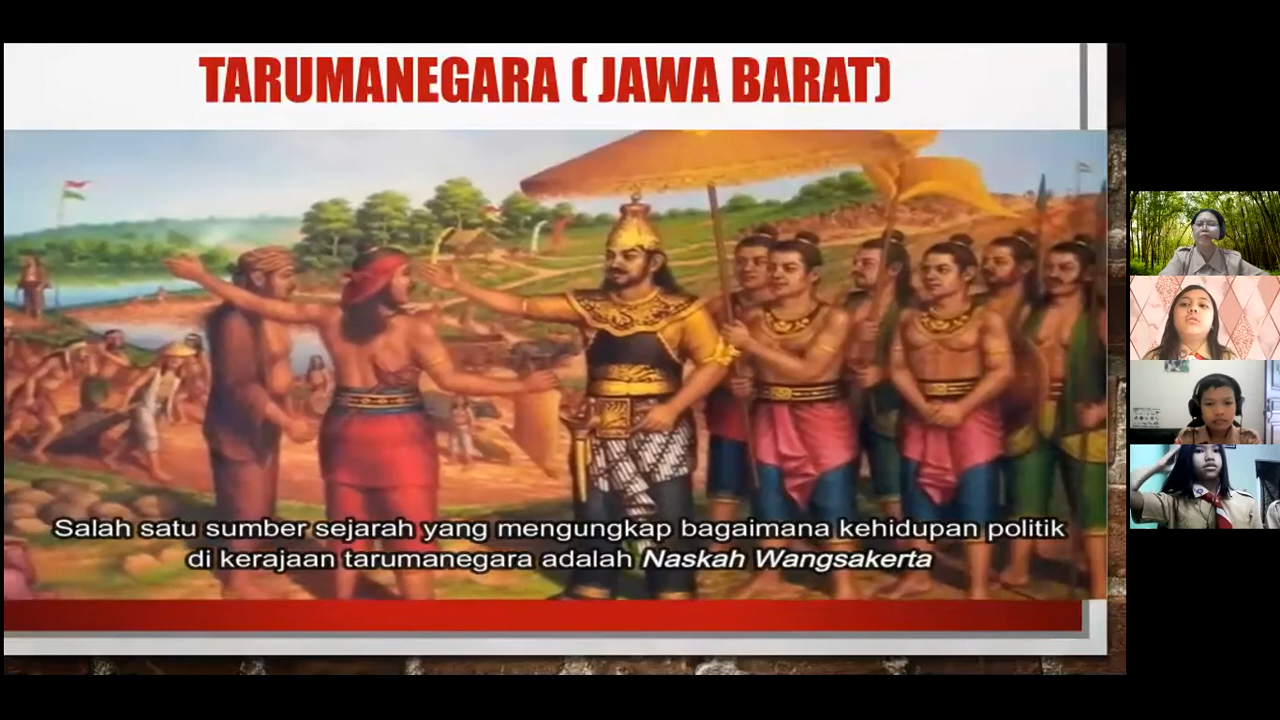 TARUMANEGARA ( JAWA BARAT)
Salah satu sumber sejarah yang mengungkap bagaimana kehidupan politik
di kerajaan tarumanegara adalah Naskah Wangsakerta